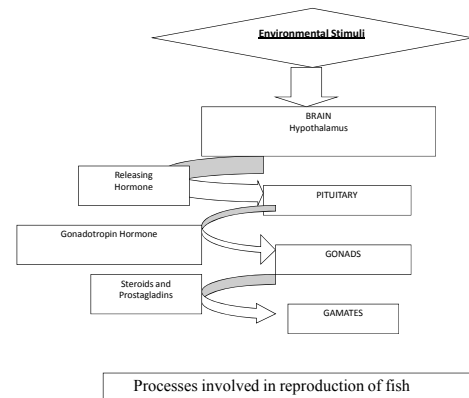 Environmental Stimuli
BRAIN
Hypothalamus
Releasing
Hormone
PITUITARY
Gonadotropin Hormone
GONADS
Steroids and
Prostagladins
GAMATES
Processes involved in reproduction of fish